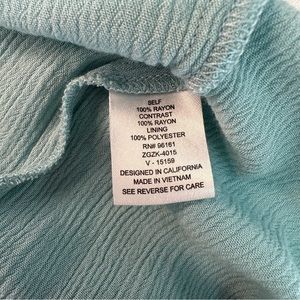 SELF
100% RAYON
CONTRAST
100% RAYON
LINING
100% POLYESTER
RN# 96161
ZGZK-4015
V - 15159
DESIGNED IN CALIFORNIA
MADE IN VIETNAM
SEE REVERSE FOR CARE